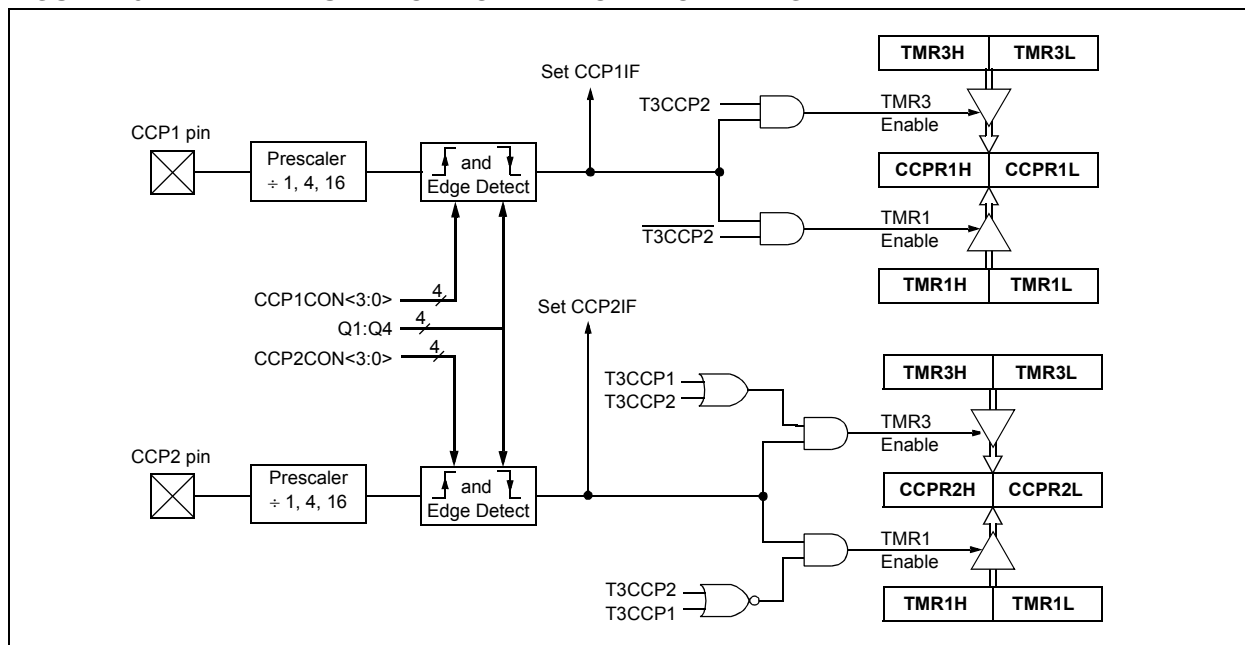 TMR3H TMR3L
Set CCP1IF
T3CCP2
TMR3
Enable
CCP1 pin
Prescaler
÷ 1, 4, 16
and
Edge Detect
CCPR1H CCPR1L
T3CCP2
TMR1
Enable
TMR1H TMR1L
CCP1CON<3:0> 4
Q1:Q4 4
CCP2CON<3:0> 4
Set CCP2IF
TMR3H TMR3L
T3CCP1
T3CCP2
TMR3
Enable
CCP2 pin
Prescaler
÷ 1, 4, 16
and
Edge Detect
CCPR2H CCPR2L
TMR1
Enable
T3CCP2
T3CCP1
TMR1H TMR1L